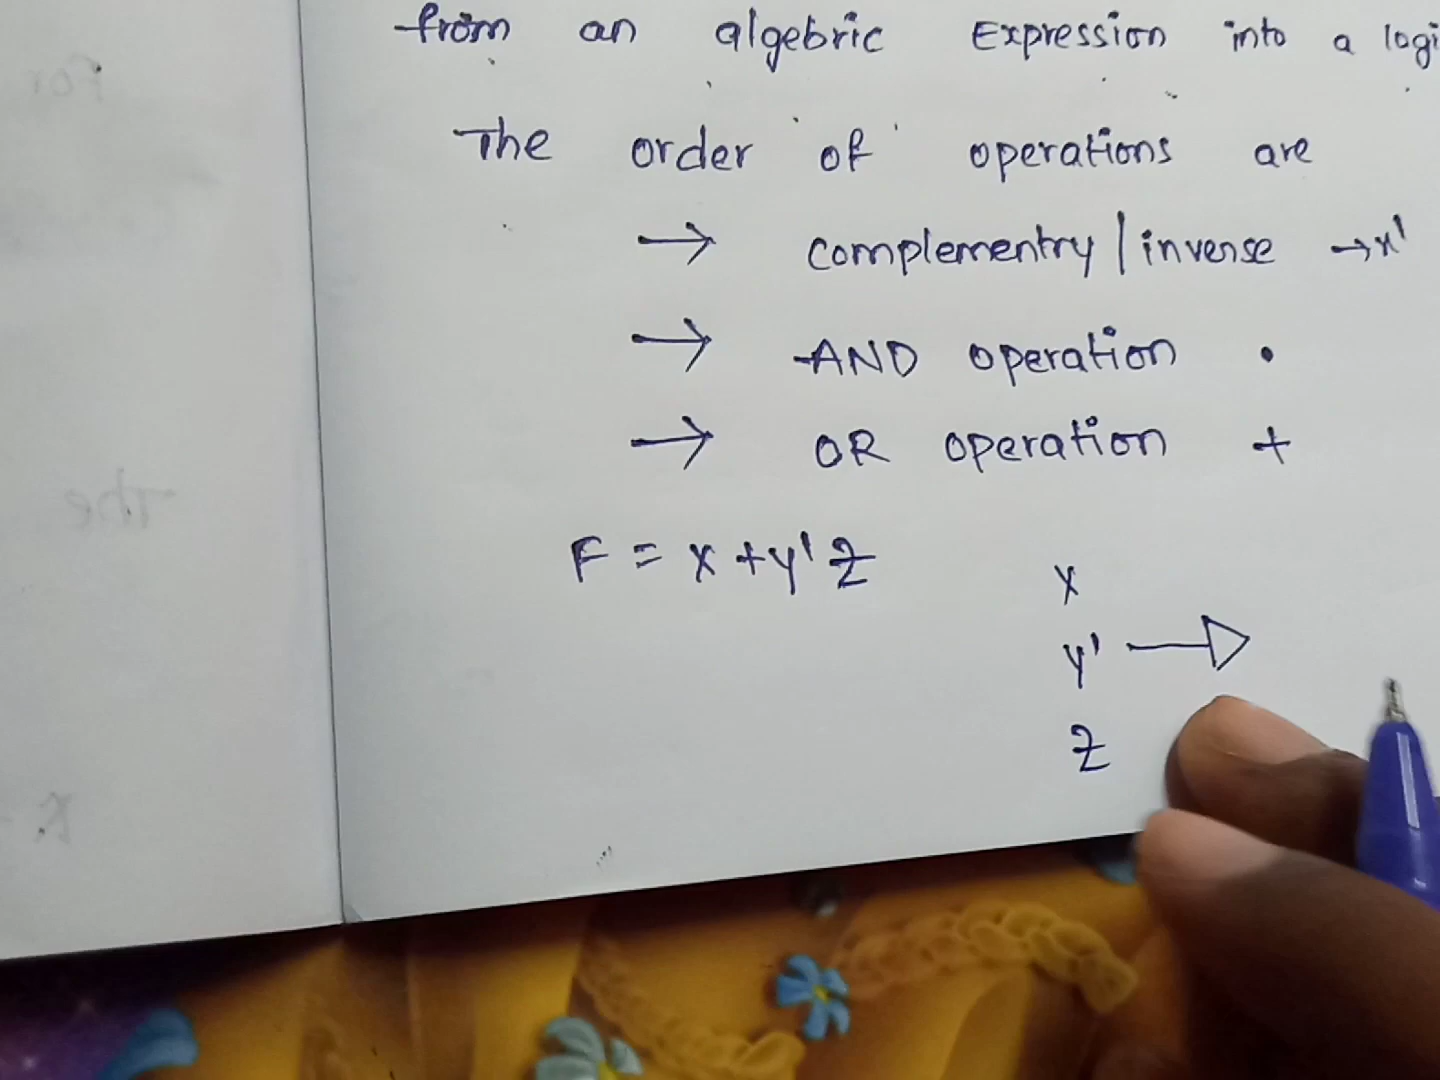 from an algebric Expression into a logi
The order of operations are
→ complementry / inverse → x'
→ AND operation •
→ OR operation +
F = x + y' z
x
y'
z